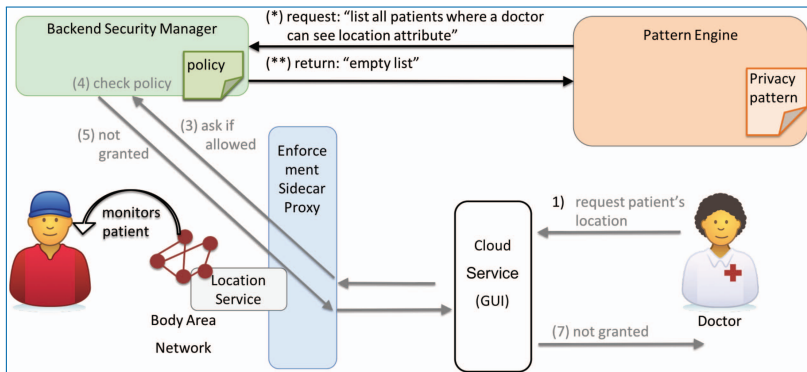 Backend Security Manager
policy
(4) check policy
(*) request: “list all patients where a doctor
can see location attribute”
(**) return: “empty list”
Pattern Engine
Privacy
pattern
(5) not
granted
(3) ask if
allowed
Enforce
ment
Sidecar
Proxy
monitors
patient
Location
Service
Body Area
Network
Cloud
Service
(GUI)
1) request patient’s
location
Doctor
(7) not granted